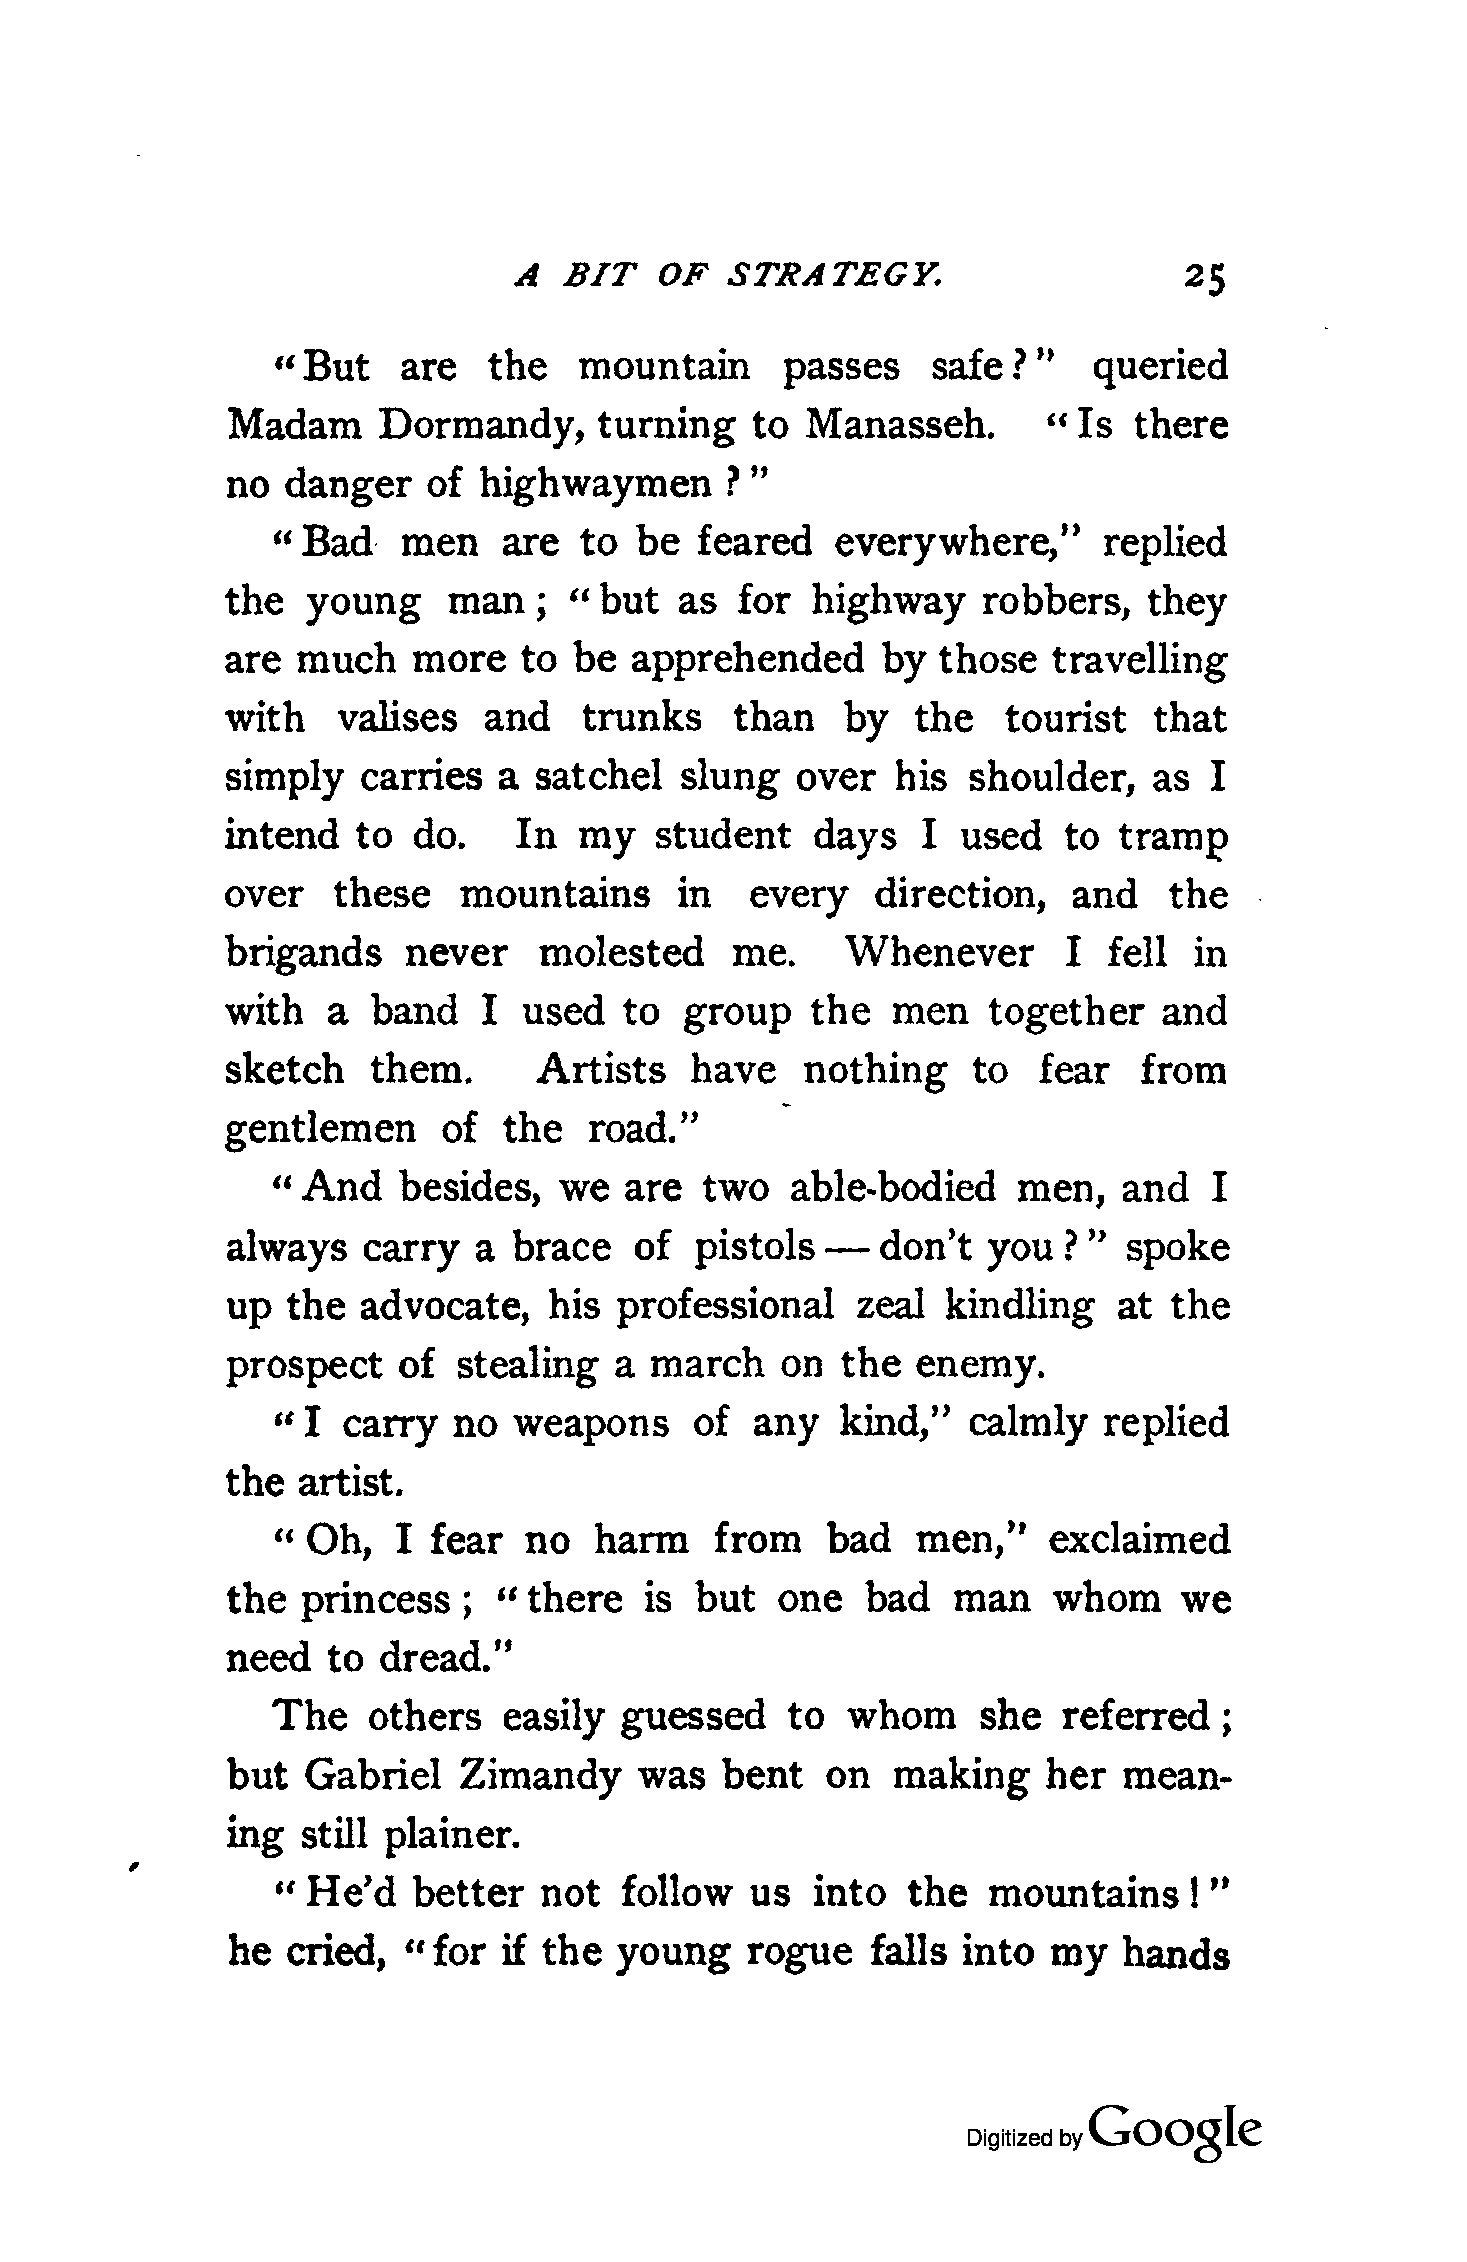 A BIT OF STRATEGY. 25
"But are the mountain passes safe?" queried
Madam Dormandy, turning to Manasseh. "Is there
no danger of highwaymen?"
"Bad men are to be feared everywhere," replied
the young man; "but as for highway robbers, they
are much more to be apprehended by those travelling
with valises and trunks than by the tourist that
simply carries a satchel slung over his shoulder, as I
intend to do. In my student days I used to tramp
over these mountains in every direction, and the
brigands never molested me. Whenever I fell in
with a band I used to group the men together and
sketch them. Artists have nothing to fear from
gentlemen of the road."
"And besides, we are two able-bodied men, and I
always carry a brace of pistols — don't you?" spoke
up the advocate, his professional zeal kindling at the
prospect of stealing a march on the enemy.
"I carry no weapons of any kind," calmly replied
the artist.
"Oh, I fear no harm from bad men," exclaimed
the princess; "there is but one bad man whom we
need to dread."
The others easily guessed to whom she referred;
but Gabriel Zimandy was bent on making her mean-
ing still plainer.
"He'd better not follow us into the mountains!"
he cried, "for if the young rogue falls into my hands
Digitized by Google